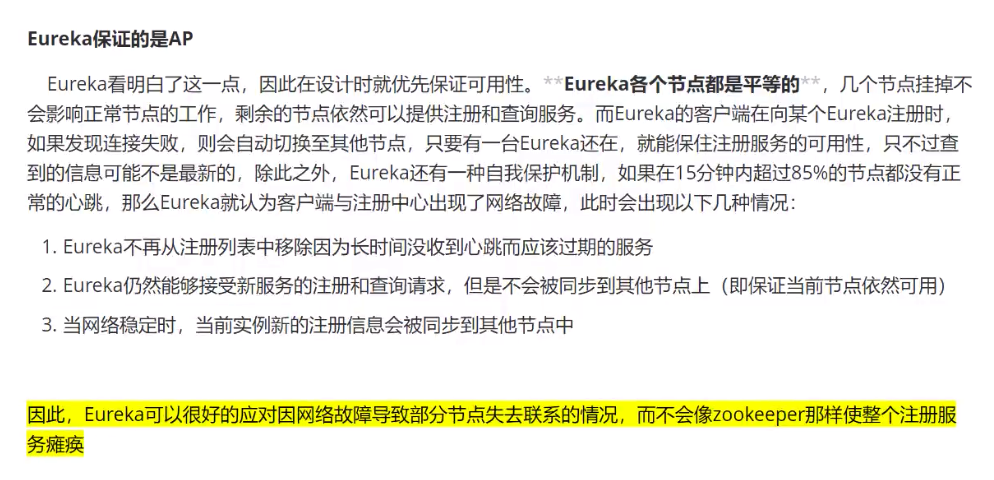 Eureka保证的是AP
Eureka看明白了这一点，因此在设计时就优先保证可用性。**Eureka各个节点都是平等的**，几个节点挂掉不
会影响正常节点的工作，剩余的节点依然可以提供注册和查询服务。而Eureka的客户端在向某个Eureka注册时，
如果发现连接失败，则会自动切换至其他节点，只要有一台Eureka还在，就能保住注册服务的可用性，只不过查
到的信息可能不是最新的，除此之外，Eureka还有一种自我保护机制，如果在15分钟内超过85%的节点都没有正
常的心跳，那么Eureka就认为客户端与注册中心出现了网络故障，此时会出现以下几种情况：
1. Eureka不再从注册列表中移除因为长时间没收到心跳而应该过期的服务
2. Eureka仍然能够接受新服务的注册和查询请求，但是不会被同步到其他节点上（即保证当前节点依然可用）
3. 当网络稳定时，当前实例新的注册信息会被同步到其他节点中
因此，Eureka可以很好的应对因网络故障导致部分节点失去联系的情况，而不会像zookeeper那样使整个注册服
务瘫痪